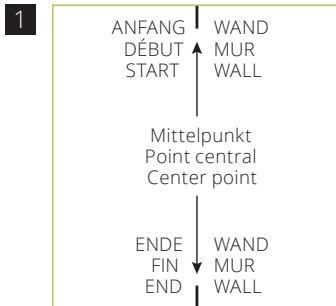 1
ANFANG WAND
DÉBUT MUR
START WALL
Mittelpunkt
Point central
Center point
ENDE WAND
FIN MUR
END WALL